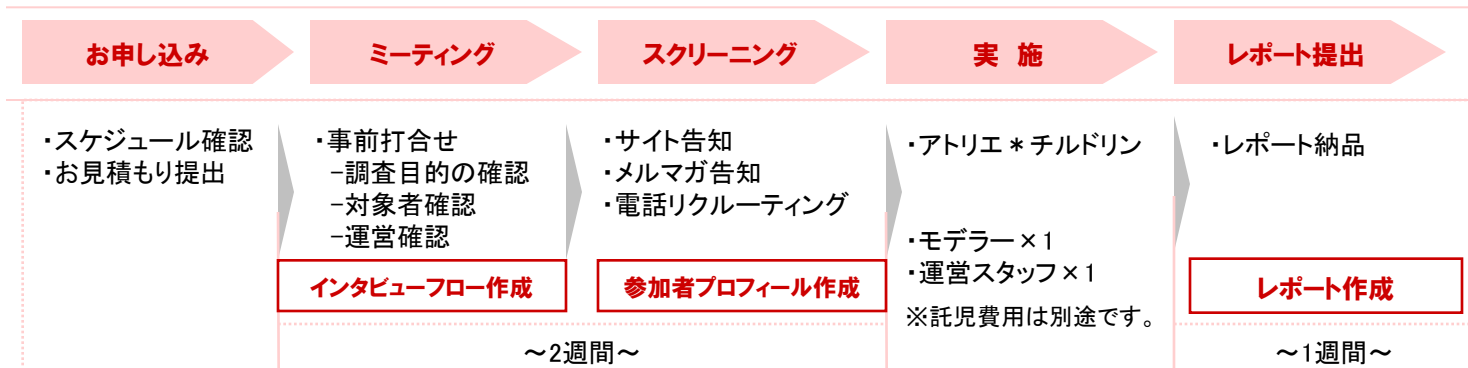 お申し込み
ミーティング
スクリーニング
実 施
レポート提出
・スケジュール確認
・お見積もり提出
・事前打合せ
−調査目的の確認
−対象者確認
−運営確認
インタビューフロー作成
・サイト告知
・メルマガ告知
・電話リクルーティング
参加者プロフィール作成
～2週間～
・アトリエ＊チルドリン
・モデラー×1
・運営スタッフ×1
※託児費用は別途です。
・レポート納品
レポート作成
～1週間～